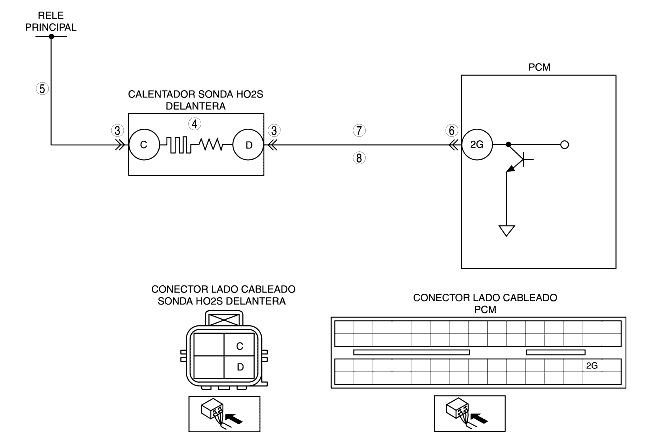 RELE
PRINCIPAL
PCM
5
CALENTADOR SONDA HO2S
DELANTERA
3
4
3
7
6
C
D
8
2G
CONECTOR LADO CABLEADO
SONDA HO2S DELANTERA
CONECTOR LADO CABLEADO
PCM
C
D
2G